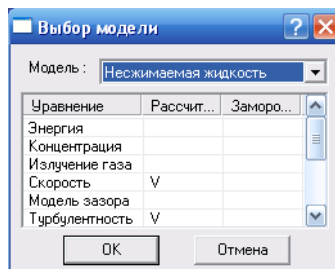 Выбор модели
Модель : Несжимаемая жидкость
Уравнение Рассчит... Заморо...
Энергия
Концентрация
Излучение газа
Скорость V
Модель зазора
Турбулентность V
OK Отмена